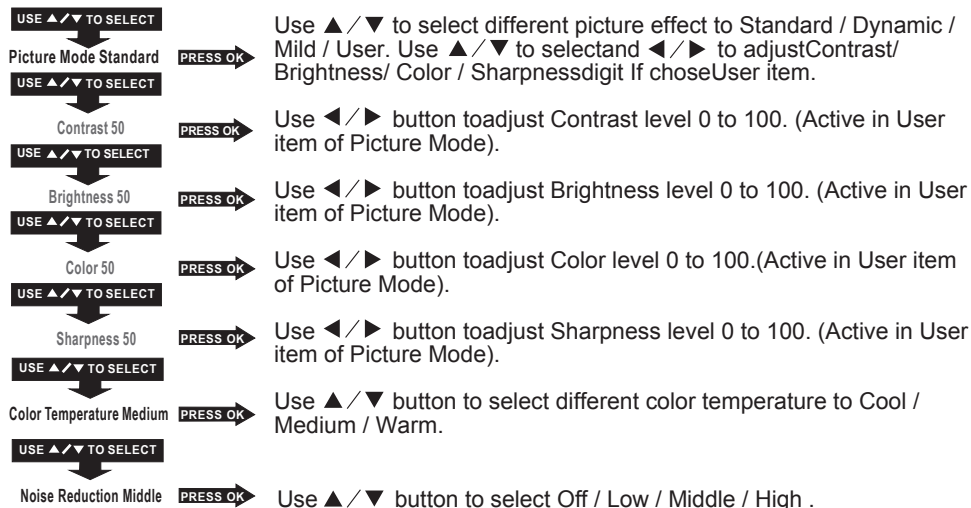 USE ▲/▼ TO SELECT
Picture Mode Standard
PRESS OK
Use ▲/▼ to select different picture effect to Standard / Dynamic /
Mild / User. Use ▲/▼ to selectand ◀/▶ to adjustContrast/
Brightness/ Color / Sharpnessdigit If choseUser item.
USE ▲/▼ TO SELECT
Contrast 50
PRESS OK
Use ◀/▶ button toadjust Contrast level 0 to 100. (Active in User
item of Picture Mode).
USE ▲/▼ TO SELECT
Brightness 50
PRESS OK
Use ◀/▶ button toadjust Brightness level 0 to 100. (Active in User
item of Picture Mode).
USE ▲/▼ TO SELECT
Color 50
PRESS OK
Use ◀/▶ button toadjust Color level 0 to 100.(Active in User item
of Picture Mode).
USE ▲/▼ TO SELECT
Sharpness 50
PRESS OK
Use ◀/▶ button toadjust Sharpness level 0 to 100. (Active in User
item of Picture Mode).
USE ▲/▼ TO SELECT
Color Temperature Medium
PRESS OK
Use ▲/▼ button to select different color temperature to Cool /
Medium / Warm.
USE ▲/▼ TO SELECT
Noise Reduction Middle
PRESS OK
Use ▲/▼ button to select Off / Low / Middle / High .